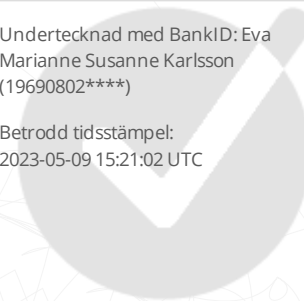 Undertecknad med BankID: Eva
Marianne Susanne Karlsson
(19690802****)
Betrodd tidsstämpel:
2023-05-09 15:21:02 UTC